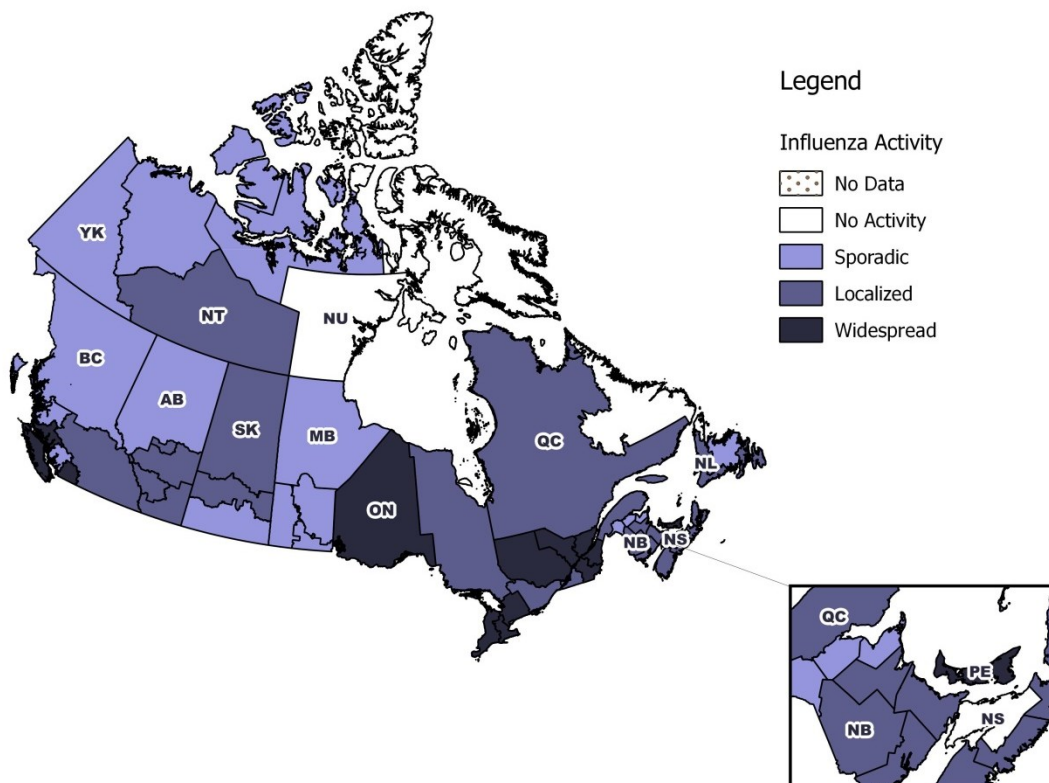 Legend
Influenza Activity
No Data
No Activity
Sporadic
Localized
Widespread
YK
NT
NU
BC
AB
SK
MB
QC
NL
ON
NB
NS
QC
PE
NS
NB